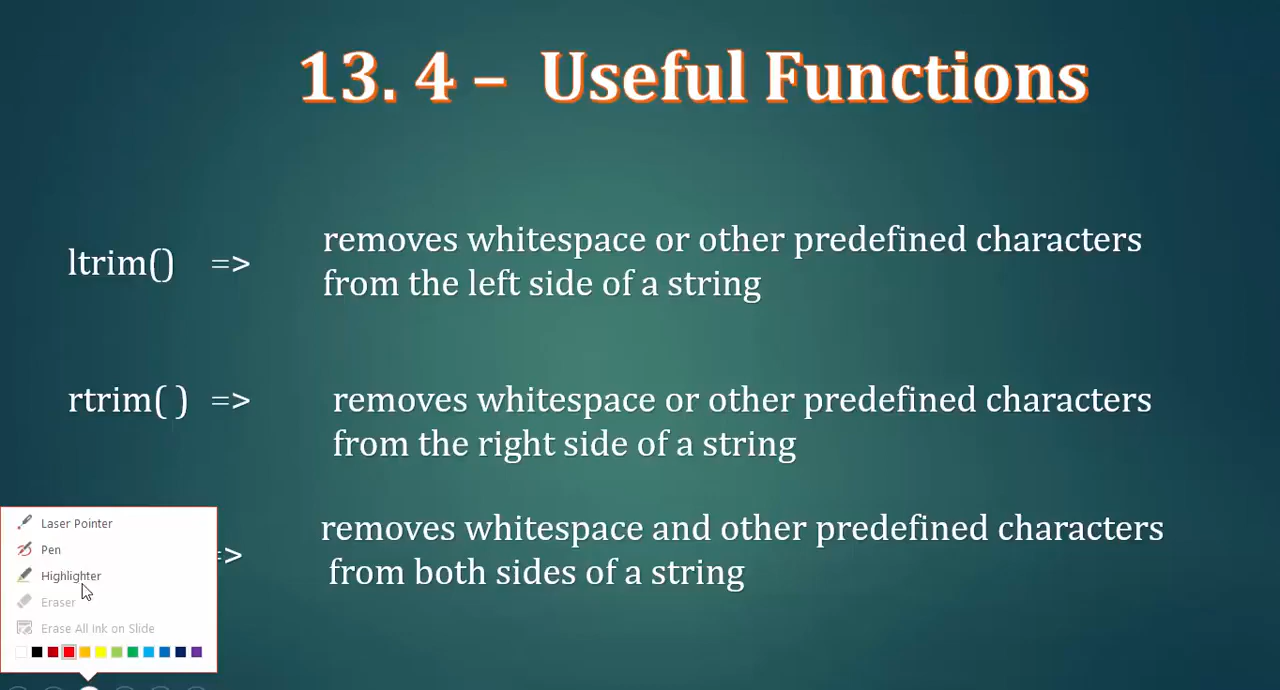 13. 4 – Useful Functions
ltrim() => removes whitespace or other predefined characters
from the left side of a string
rtrim( ) => removes whitespace or other predefined characters
from the right side of a string
=> removes whitespace and other predefined characters
from both sides of a string
Laser Pointer
Pen
Highlighter
Eraser
Erase All Ink on Slide